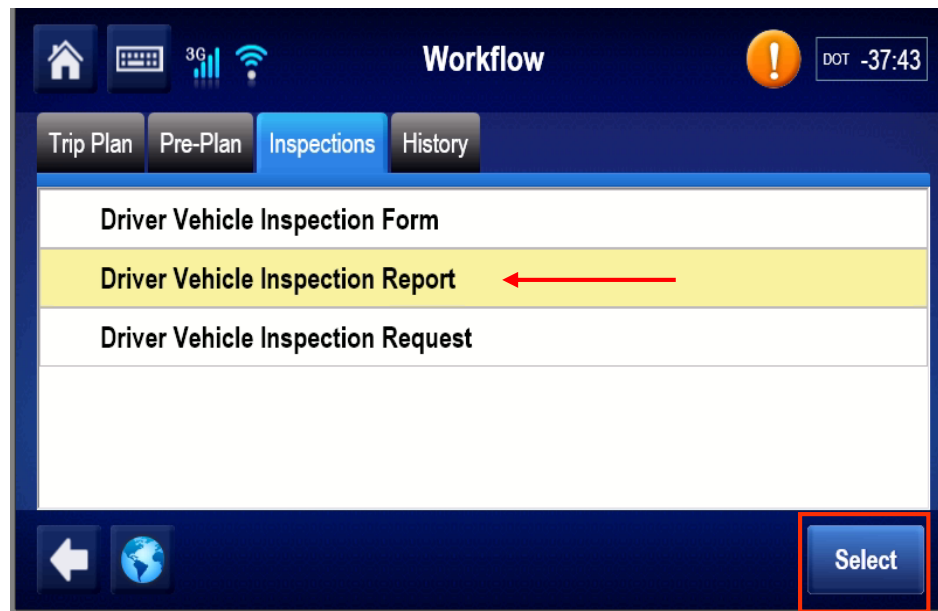 3G
Workflow
!
DOT -37:43
Trip Plan
Pre-Plan
Inspections
History
Driver Vehicle Inspection Form
Driver Vehicle Inspection Report
Driver Vehicle Inspection Request
Select